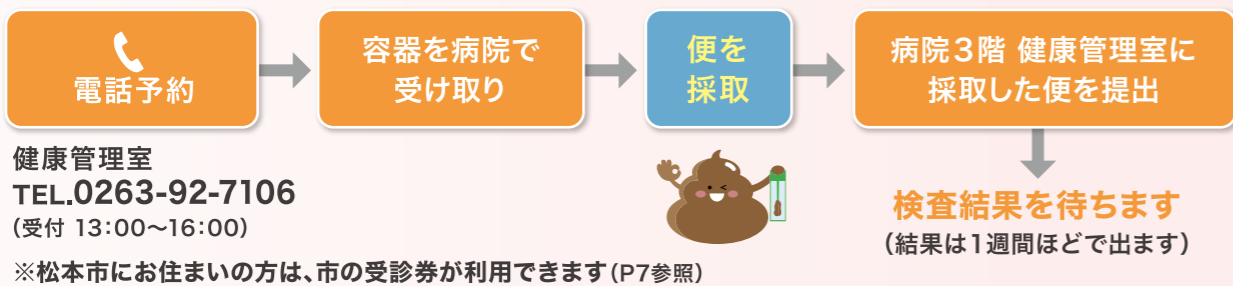 電話予約
容器を病院で
受け取り
便を
採取
病院3階 健康管理室に
採取した便を提出
健康管理室
TEL.0263-92-7106
(受付 13:00~16:00)
検査結果を待ちます
(結果は1週間ほどで出ます)
※松本市にお住まいの方は、市の受診券が利用できます(P7参照)